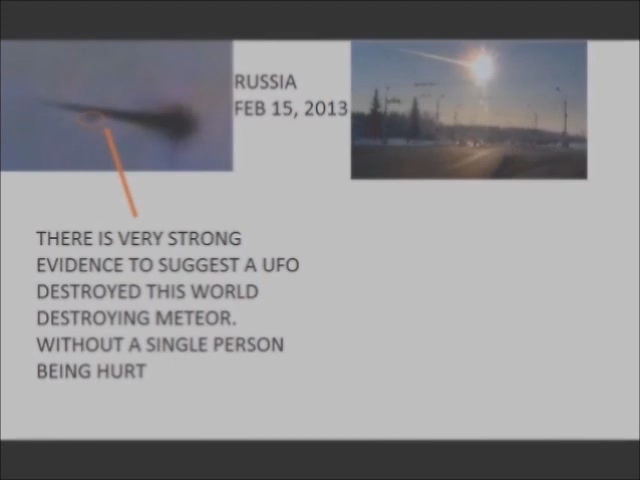 RUSSIA
FEB 15, 2013
THERE IS VERY STRONG
EVIDENCE TO SUGGEST A UFO
DESTROYED THIS WORLD
DESTROYING METEOR.
WITHOUT A SINGLE PERSON
BEING HURT